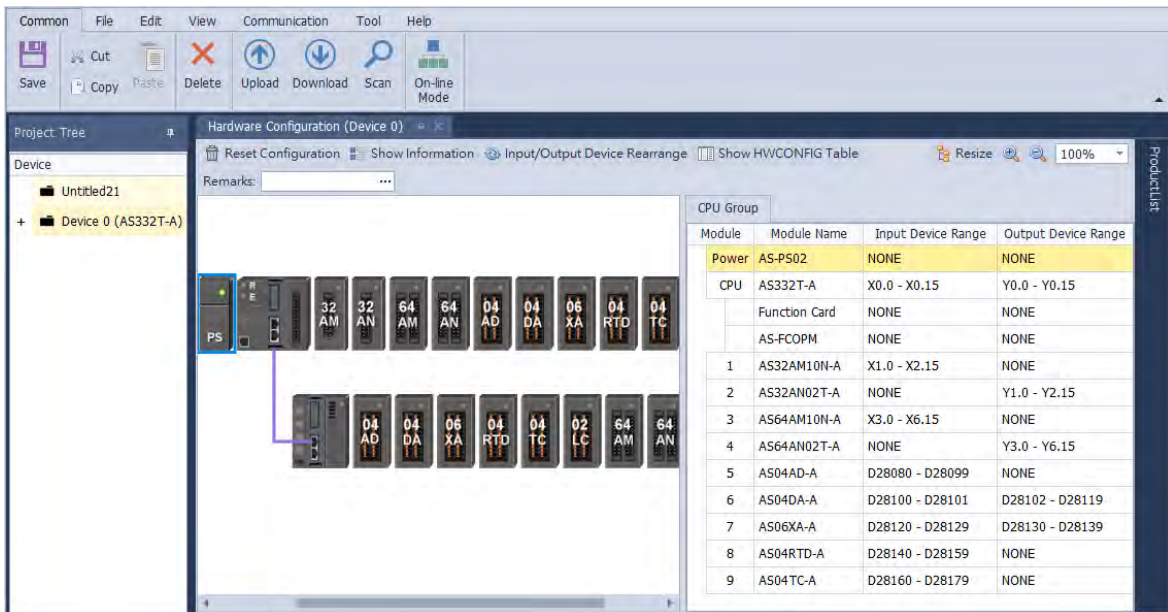 Common File Edit View Communication Tool Help
Save Cut Copy Paste Delete Upload Download Scan On-line Mode
Project Tree
Device
Untitled21
+ Device 0 (AS332T-A)
Hardware Configuration (Device 0)
Reset Configuration Show Information Input/Output Device Rearrange Show HWCONFIG Table Resize 100%
Remarks: ...
ProductList
PS R E 32 AM 32 AN 64 AM 64 AN 04 AD 04 DA 06 XA 04 RTD 04 TC
04 AD 04 DA 06 XA 04 RTD 04 TC 02 LC 64 AM 64 AN
CPU Group
Module Module Name Input Device Range Output Device Range
Power AS-PS02 NONE NONE
CPU AS332T-A X0.0 - X0.15 Y0.0 - Y0.15
Function Card NONE NONE
AS-FCOPM NONE NONE
1 AS32AM10N-A X1.0 - X2.15 NONE
2 AS32AN02T-A NONE Y1.0 - Y2.15
3 AS64AM10N-A X3.0 - X6.15 NONE
4 AS64AN02T-A NONE Y3.0 - Y6.15
5 AS04AD-A D28080 - D28099 NONE
6 AS04DA-A D28100 - D28101 D28102 - D28119
7 AS06XA-A D28120 - D28129 D28130 - D28139
8 AS04RTD-A D28140 - D28159 NONE
9 AS04TC-A D28160 - D28179 NONE